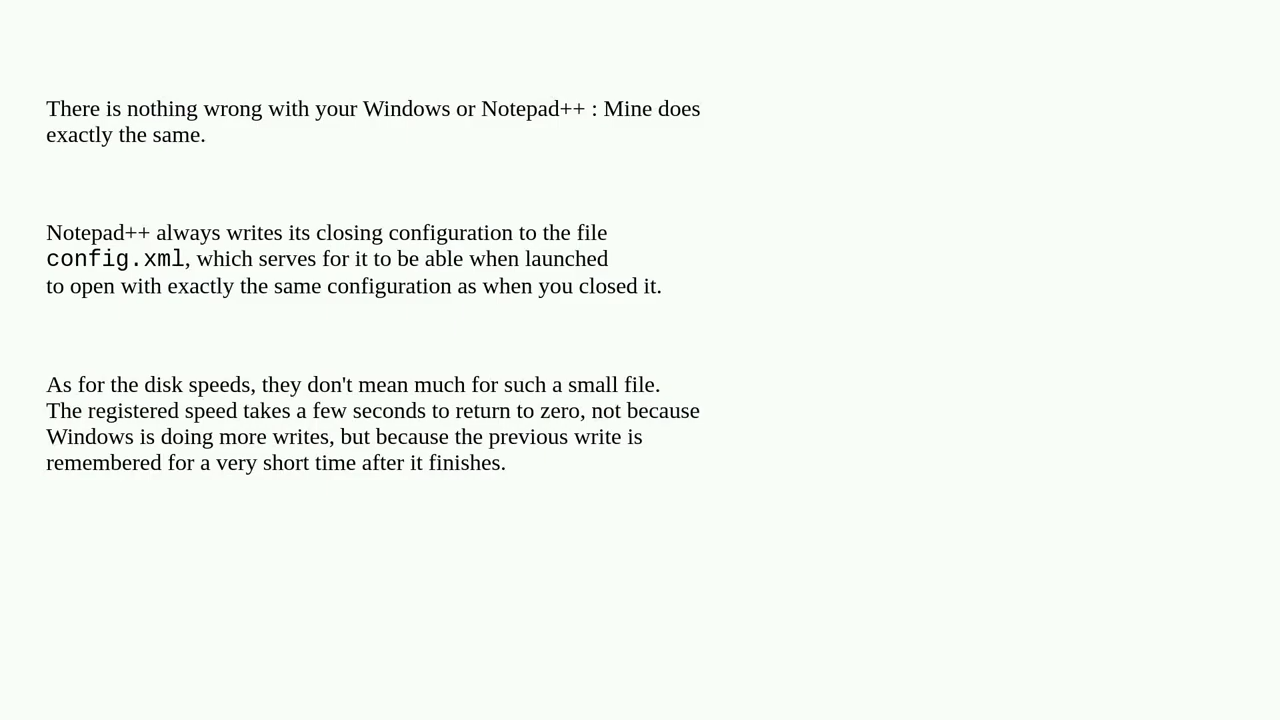 There is nothing wrong with your Windows or Notepad++ : Mine does
exactly the same.
Notepad++ always writes its closing configuration to the file
config.xml, which serves for it to be able when launched
to open with exactly the same configuration as when you closed it.
As for the disk speeds, they don't mean much for such a small file.
The registered speed takes a few seconds to return to zero, not because
Windows is doing more writes, but because the previous write is
remembered for a very short time after it finishes.